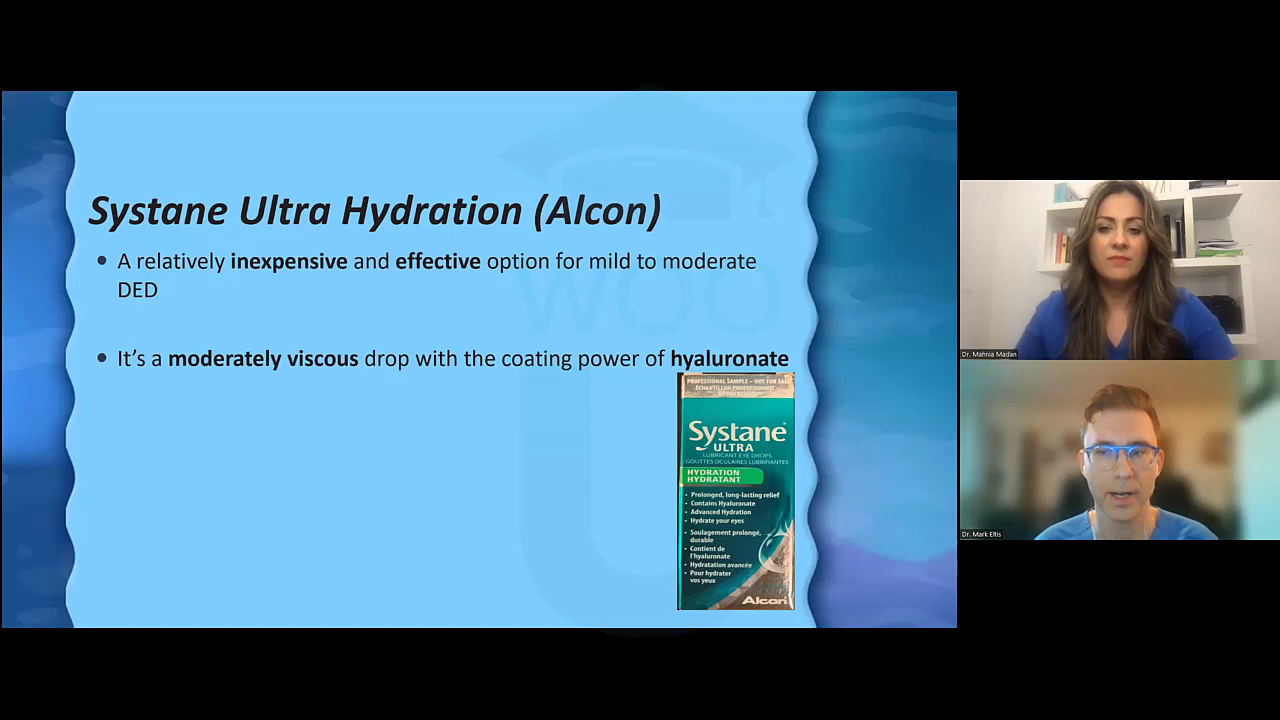 Systane Ultra Hydration (Alcon)
• A relatively inexpensive and effective option for mild to moderate
DED
• It's a moderately viscous drop with the coating power of hyaluronate
WOO
PROFESSIONAL SAMPLE – NOT FOR SALE
ÉCHANTILLON PROFESSIONNEL
Systane
ULTRA
LUBRICANT EYE DROPS
GOUTTES OCULAIRES LUBRIFIANTES
HYDRATION
HYDRATANT
• Prolonged, long-lasting relief
• Contains Hyaluronate
• Advanced Hydration
• Hydrate your eyes
• Soulagement prolongé,
durable
• Contient de
l'hyaluronate
• Hydratation avancée
• Pour hydrater
vos yeux
Alcon
Dr. Mahnia Madan
Dr. Mark Eltis